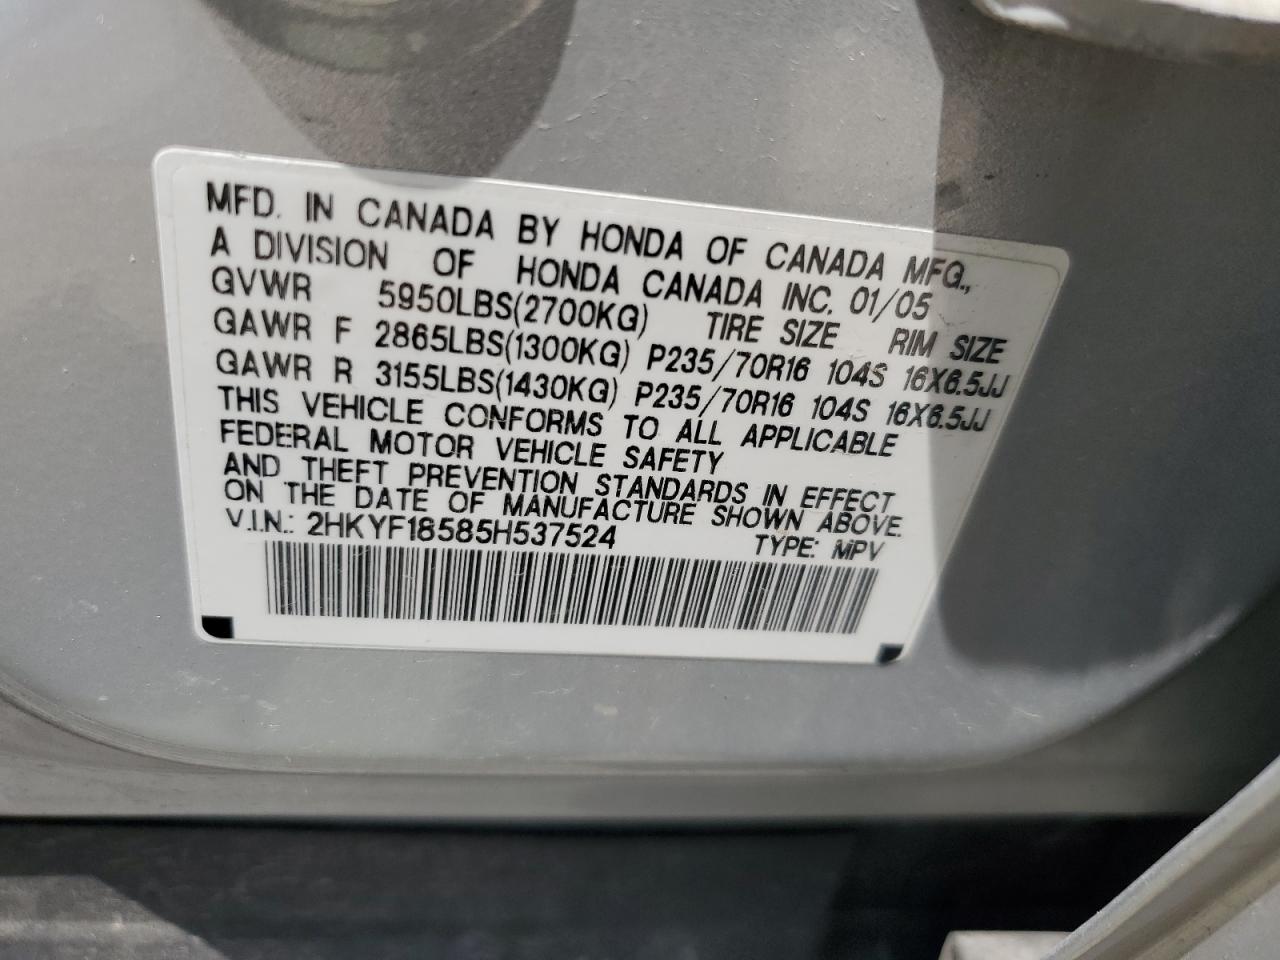 MFD. IN CANADA BY HONDA OF CANADA MFG.,
A DIVISION OF HONDA CANADA INC. 01/05
GVWR 5950LBS(2700KG) TIRE SIZE RIM SIZE
GAWR F 2865LBS(1300KG) P235/70R16 104S 16X6.5JJ
GAWR R 3155LBS(1430KG) P235/70R16 104S 16X6.5JJ
THIS VEHICLE CONFORMS TO ALL APPLICABLE
FEDERAL MOTOR VEHICLE SAFETY
AND THEFT PREVENTION STANDARDS IN EFFECT
ON THE DATE OF MANUFACTURE SHOWN ABOVE.
V.I.N.: 2HKYF18585H537524 TYPE: MPV